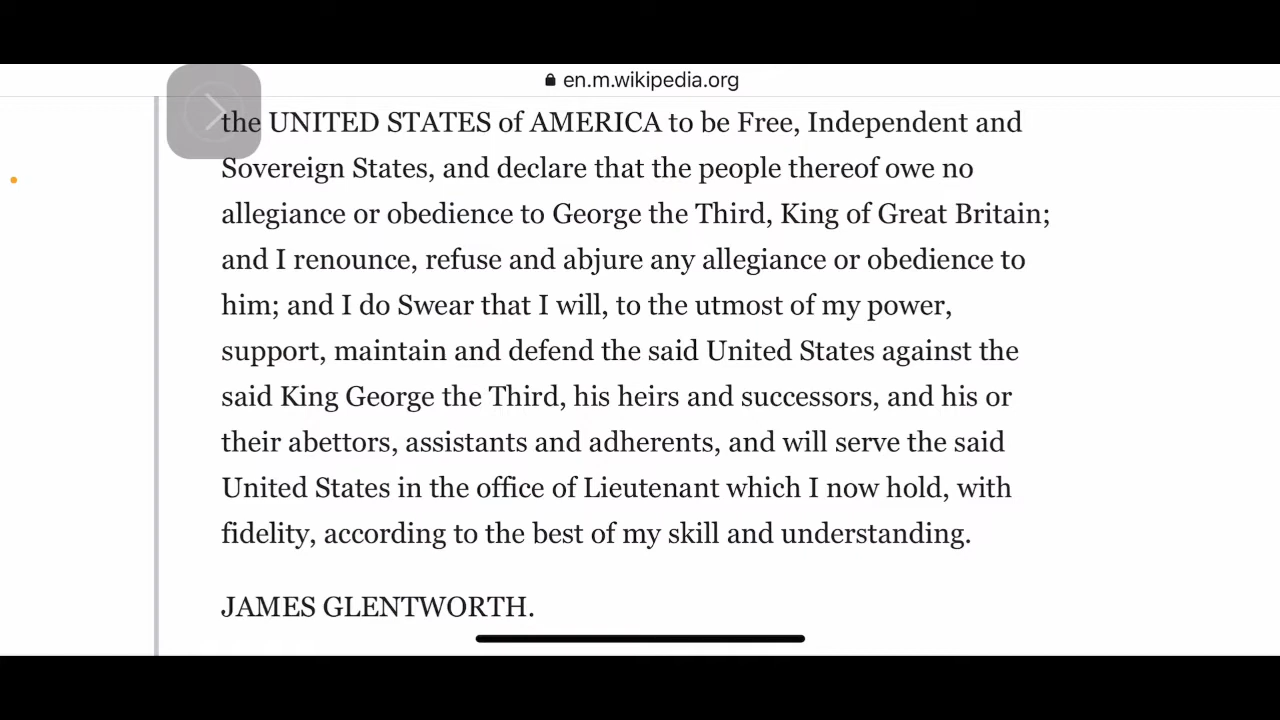 en.m.wikipedia.org
the UNITED STATES of AMERICA to be Free, Independent and
Sovereign States, and declare that the people thereof owe no
allegiance or obedience to George the Third, King of Great Britain;
and I renounce, refuse and abjure any allegiance or obedience to
him; and I do Swear that I will, to the utmost of my power,
support, maintain and defend the said United States against the
said King George the Third, his heirs and successors, and his or
their abettors, assistants and adherents, and will serve the said
United States in the office of Lieutenant which I now hold, with
fidelity, according to the best of my skill and understanding.
JAMES GLENTWORTH.